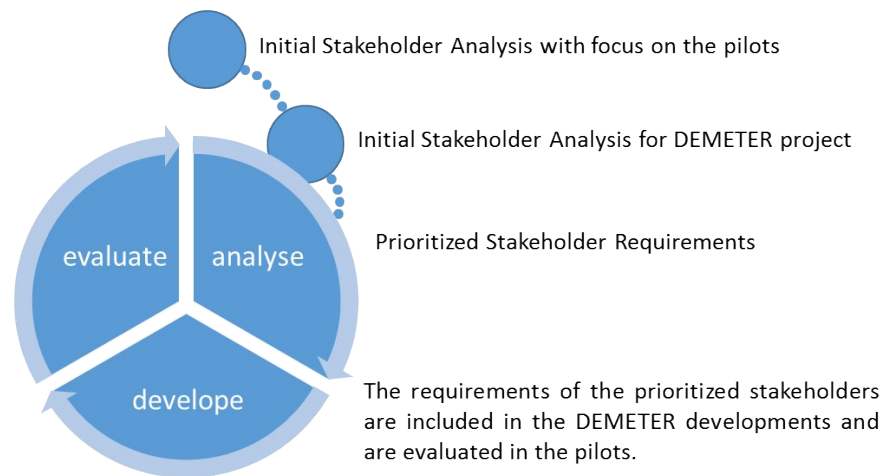 Initial Stakeholder Analysis with focus on the pilots
Initial Stakeholder Analysis for DEMETER project
Prioritized Stakeholder Requirements
evaluate
analyse
develope
The requirements of the prioritized stakeholders
are included in the DEMETER developments and
are evaluated in the pilots.